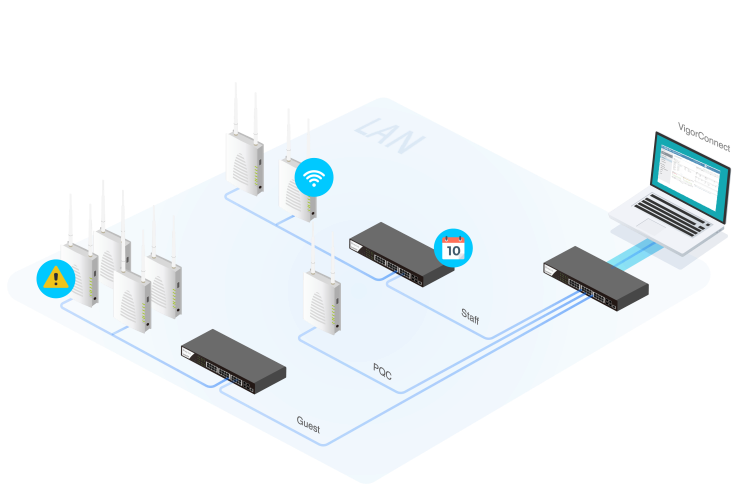 LAN
VigorConnect
10
Staff
PQC
Guest